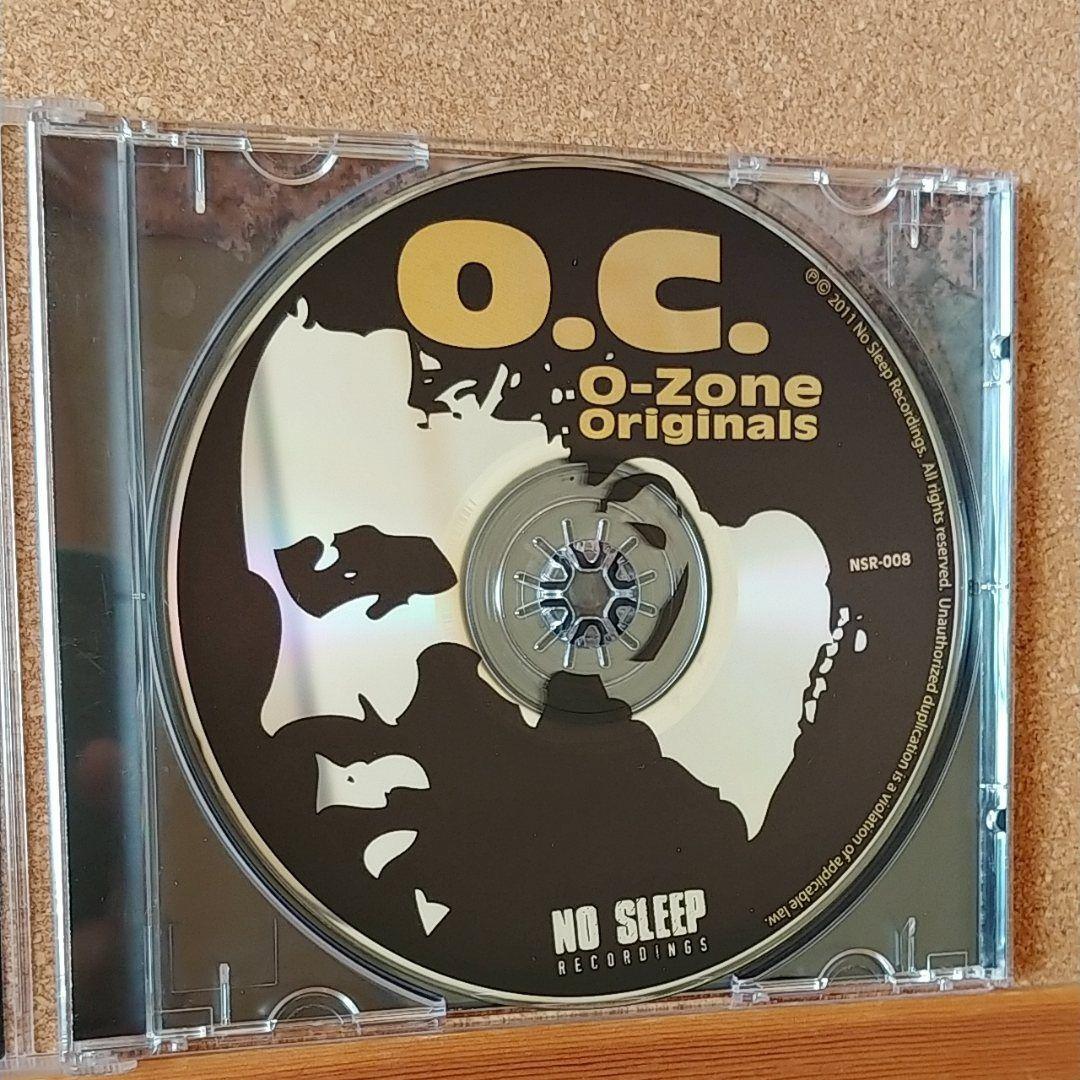 O.C.
O-Zone
Originals
℗© 2011 No Sleep Recordings. All rights reserved. Unauthorized duplication is a violation of applicable law.
NSR-008
NO SLEEP
RECORDINGS